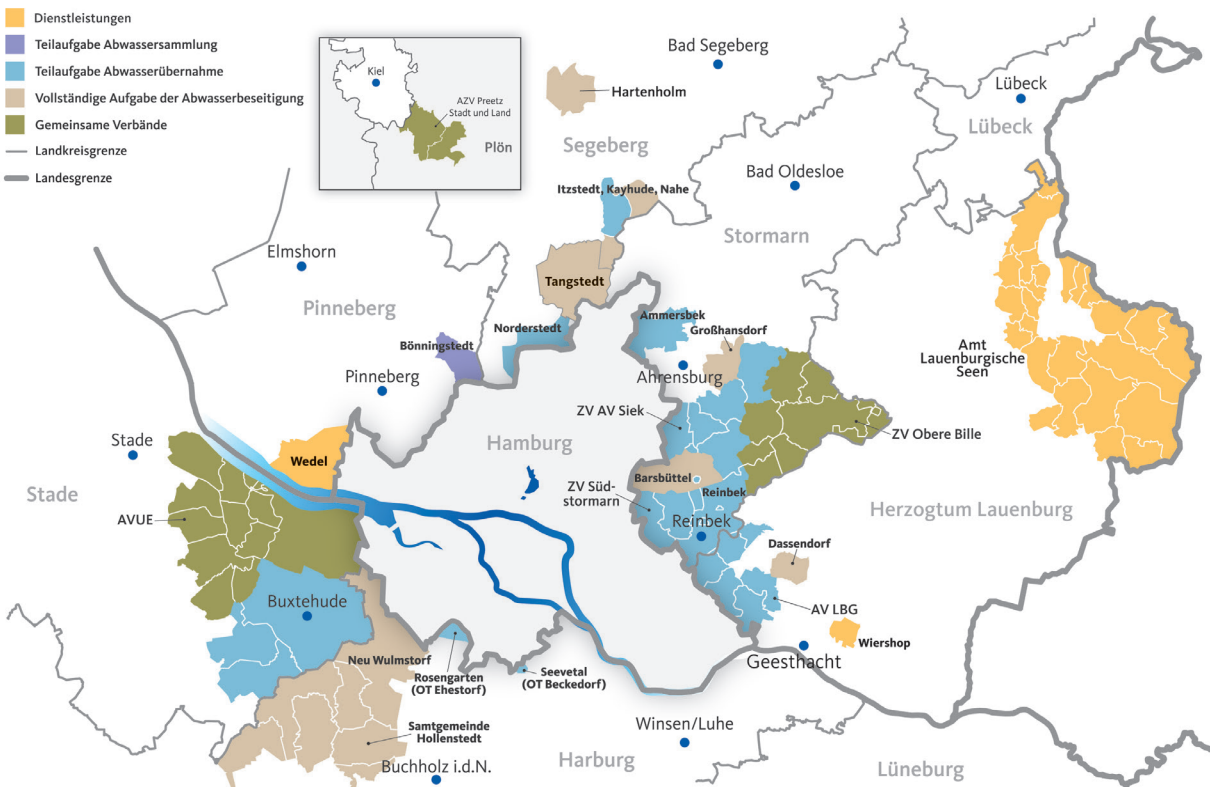 Dienstleistungen
Teilaufgabe Abwassersammlung
Teilaufgabe Abwasserübernahme
Vollständige Aufgabe der Abwasserbeseitigung
Gemeinsame Verbände
Landkreisgrenze
Landesgrenze
Kiel
AZV Preetz
Stadt und Land
Plön
Bad Segeberg
Hartenholm
Segeberg
Lübeck
Lübeck
Itzstedt, Kayhude, Nahe
Bad Oldesloe
Stormarn
Elmshorn
Pinneberg
Tangstedt
Norderstedt
Ammersbek
Großhansdorf
Bönningstedt
Pinneberg
Ahrensburg
Amt
Lauenburgische
Seen
ZV AV Siek
ZV Obere Bille
Hamburg
Stade
Wedel
Barsbüttel
ZV Süd-
stormarn
Reinbek
Stade
AVUE
Reinbek
Herzogtum Lauenburg
Dassendorf
Buxtehude
AV LBG
Wiershop
Neu Wulmstorf
Rosengarten
(OT Ehestorf)
Seevetal
(OT Beckedorf)
Geesthacht
Samtgemeinde
Hollenstedt
Winsen/Luhe
Buchholz i.d.N.
Harburg
Lüneburg